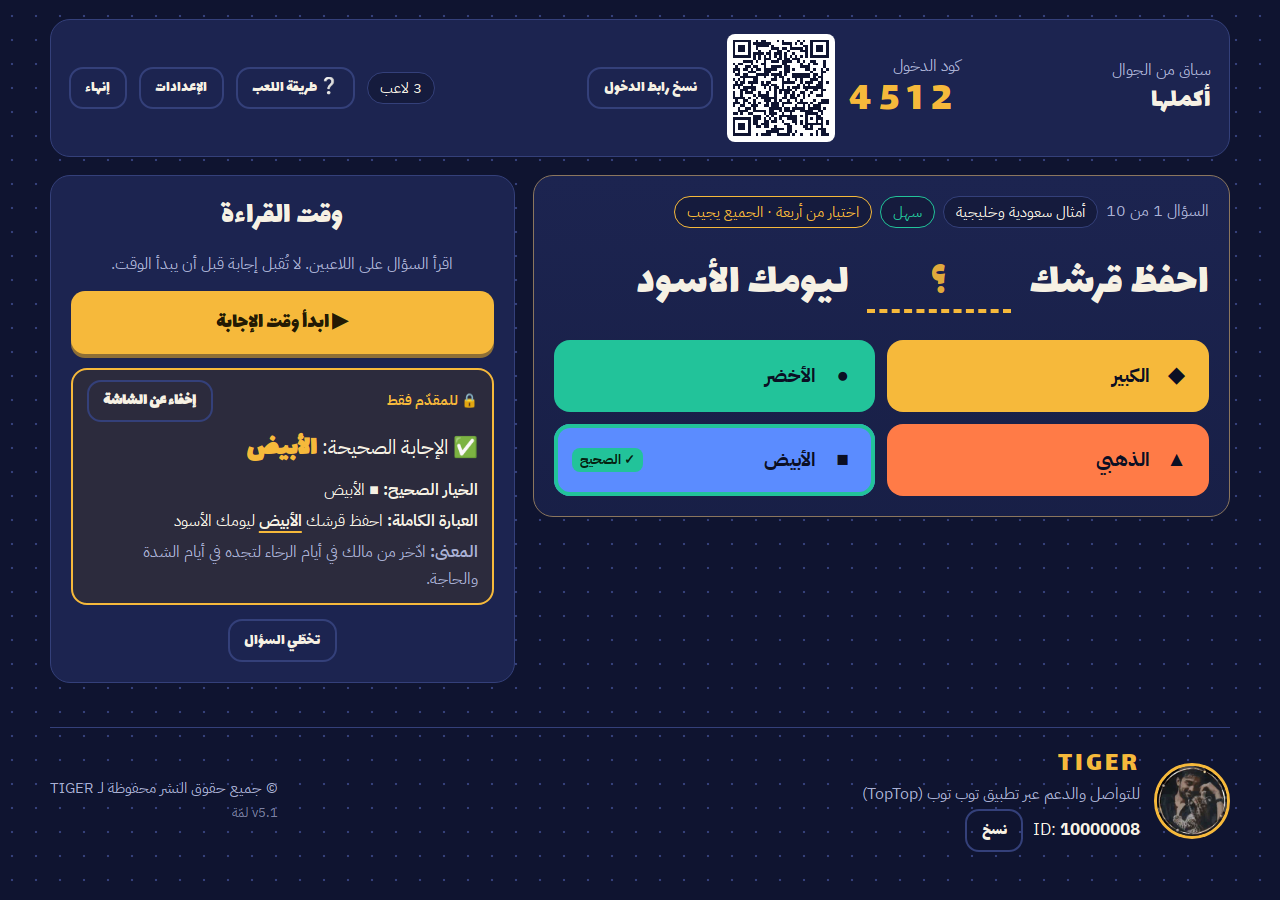 سباق من الجوال
أكملها
كود الدخول
4512
نسخ رابط الدخول
3 لاعب
❔ طريقة اللعب
الإعدادات
إنهاء
السؤال 1 من 10
أمثال سعودية وخليجية
سهل
اختيار من أربعة · الجميع يجيب
احفظ قرشك ؟ ليومك الأسود
◆ الكبير
● الأخضر
▲ الذهبي
■ الأبيض
✓ الصحيح
وقت القراءة
اقرأ السؤال على اللاعبين. لا تُقبل إجابة قبل أن يبدأ الوقت.
▶ ابدأ وقت الإجابة
🔒 للمقدّم فقط
إخفاء عن الشاشة
✅ الإجابة الصحيحة: الأبيض
الخيار الصحيح: ■ الأبيض
العبارة الكاملة: احفظ قرشك الأبيض ليومك الأسود
المعنى: ادّخر من مالك في أيام الرخاء لتجده في أيام الشدة
والحاجة.
تخطّي السؤال
TIGER
للتواصل والدعم عبر تطبيق توب توب (TopTop)
ID: 10000008
نسخ
© جميع حقوق النشر محفوظة لـ TIGER
لمّة v5.1